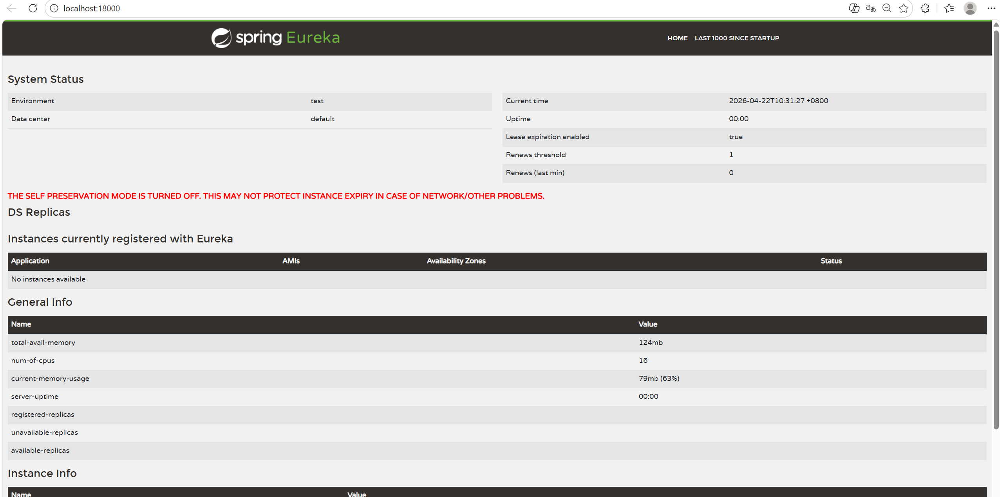 localhost:18000
spring Eureka
HOME LAST 1000 SINCE STARTUP
System Status
Environment test
Data center default
Current time 2026-04-22T10:31:27 +0800
Uptime 00:00
Lease expiration enabled true
Renews threshold 1
Renews (last min) 0
THE SELF PRESERVATION MODE IS TURNED OFF. THIS MAY NOT PROTECT INSTANCE EXPIRY IN CASE OF NETWORK/OTHER PROBLEMS.
DS Replicas
Instances currently registered with Eureka
Application AMIs Availability Zones Status
No instances available
General Info
Name Value
total-avail-memory 124mb
num-of-cpus 16
current-memory-usage 79mb (63%)
server-uptime 00:00
registered-replicas
unavailable-replicas
available-replicas
Instance Info
Name Value